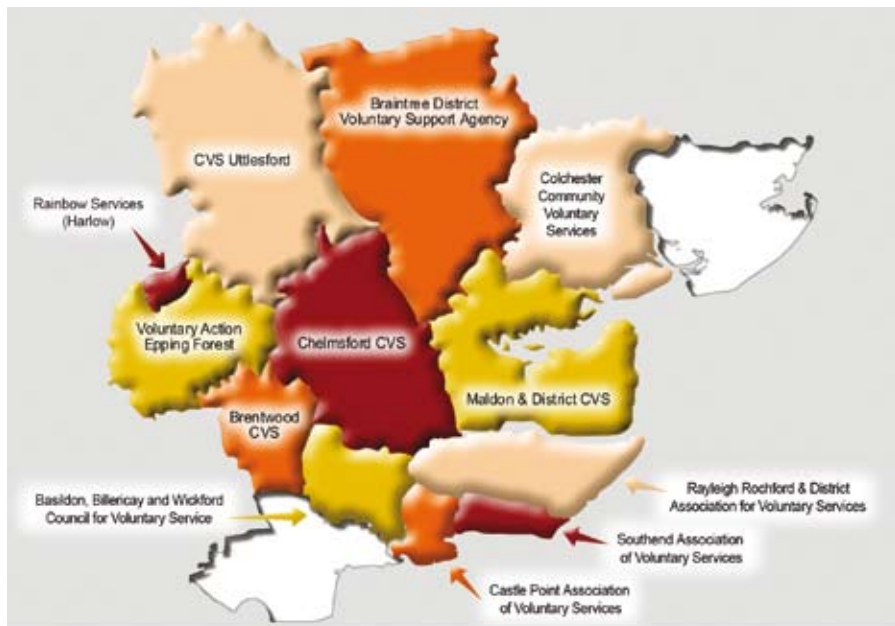 Braintree District
Voluntary Support Agency
CVS Uttlesford
Colchester
Community
Voluntary
Services
Rainbow Services
(Harlow)
Voluntary Action
Epping Forest
Chelmsford CVS
Maldon & District CVS
Brentwood
CVS
Basildon, Billericay and Wickford
Council for Voluntary Service
Rayleigh Rochford & District
Association for Voluntary Services
Southend Association
of Voluntary Services
Castle Point Association
of Voluntary Services